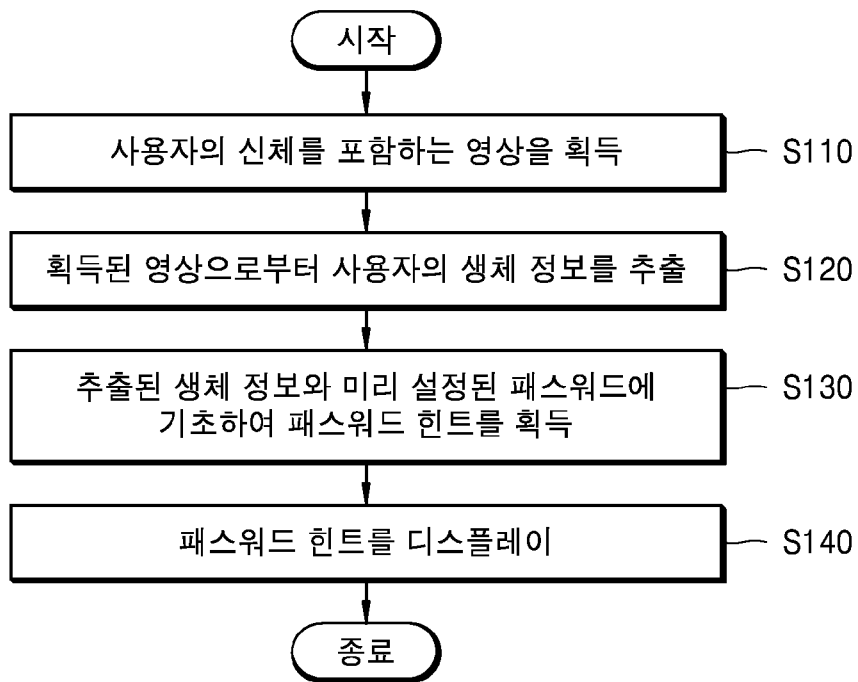 시작
사용자의 신체를 포함하는 영상을 획득
S110
획득된 영상으로부터 사용자의 생체 정보를 추출
S120
추출된 생체 정보와 미리 설정된 패스워드에
기초하여 패스워드 힌트를 획득
S130
패스워드 힌트를 디스플레이
S140
종료